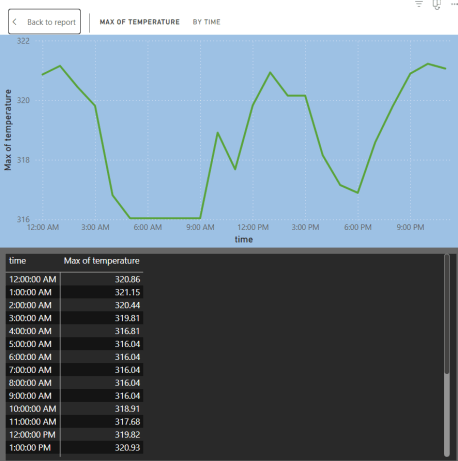 Back to report
MAX OF TEMPERATURE BY TIME
322
320
318
316
Max of temperature
12:00 AM 3:00 AM 6:00 AM 9:00 AM 12:00 PM 3:00 PM 6:00 PM 9:00 PM
time
time Max of temperature
12:00:00 AM 320.86
1:00:00 AM 321.15
2:00:00 AM 320.44
3:00:00 AM 319.81
4:00:00 AM 316.81
5:00:00 AM 316.04
6:00:00 AM 316.04
7:00:00 AM 316.04
8:00:00 AM 316.04
9:00:00 AM 316.04
10:00:00 AM 318.91
11:00:00 AM 317.68
12:00:00 PM 319.82
1:00:00 PM 320.93